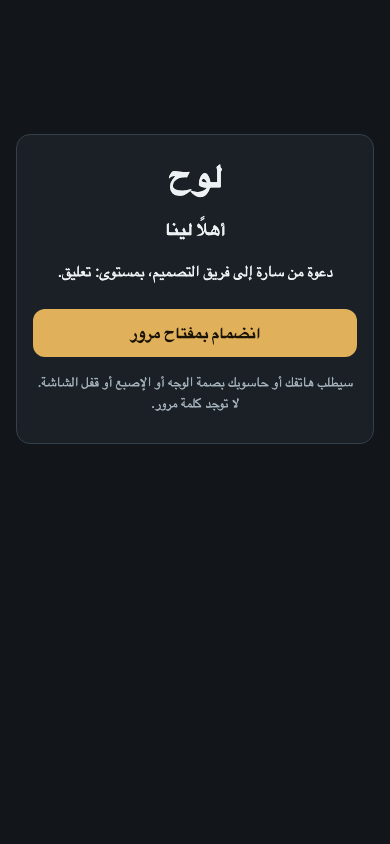 لوح
أهلًا لينا
دعوة من سارة إلى فريق التصميم، بمستوى: تعليق.
انضمام بمفتاح مرور
سيطلب هاتفك أو حاسوبك بصمة الوجه أو الإصبع أو قفل الشاشة.
لا توجد كلمة مرور.